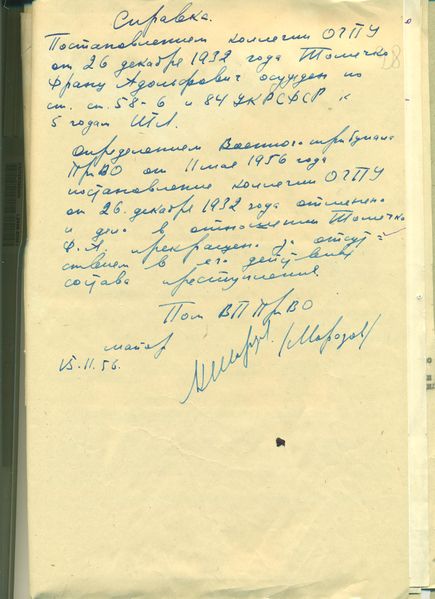 Справка.
Постановлением коллегии ОГПУ
от 26 декабря 1932 года Томечко
Франц Адольфович осужден по
ст. ст. 58-6 и 84 УК РСФСР к
5 годам ИТЛ.
Определением Военного трибунала
ПриВО от 11 мая 1956 года
постановление коллегии ОГПУ
от 26. декабря 1932 года отменено
и дело в отношении Томечко
Ф. А. прекращено за отсут-
ствием в его действиях
состава преступления.
Пом ВП ПриВО
майор (Морозов)
15.11.56.